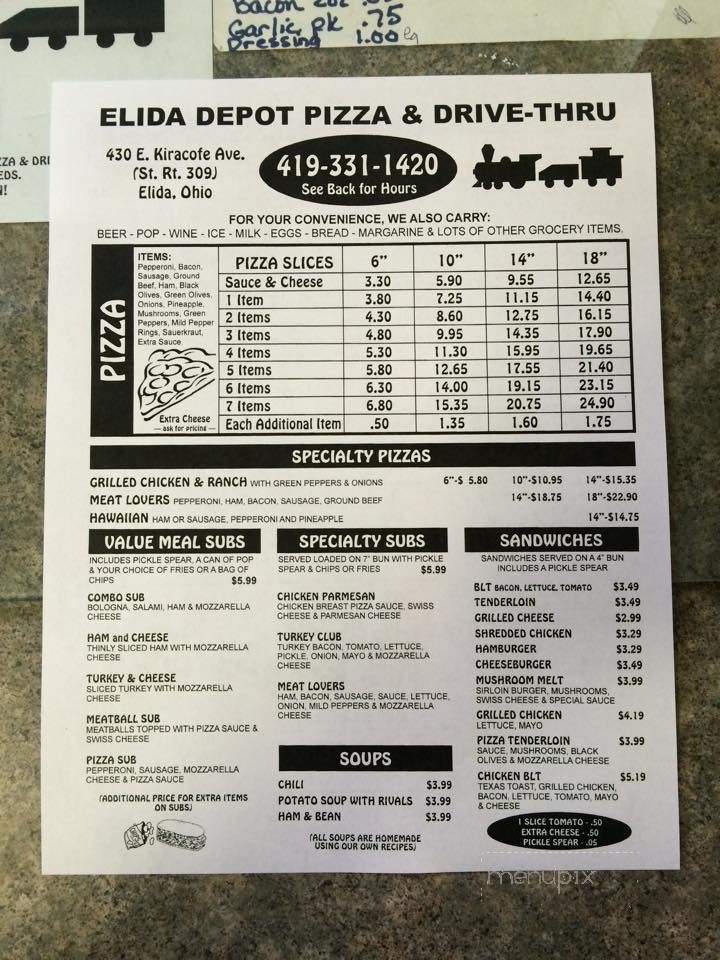 Bacon 2oz
Garlic pk .75
Dressing 1.00 ea
ZZA & DRI
EDS.
N!
ELIDA DEPOT PIZZA & DRIVE-THRU
430 E. Kiracofe Ave.
(St. Rt. 309)
Elida, Ohio
419-331-1420
See Back for Hours
FOR YOUR CONVENIENCE, WE ALSO CARRY:
BEER - POP - WINE - ICE - MILK - EGGS - BREAD - MARGARINE & LOTS OF OTHER GROCERY ITEMS.
PIZZA
ITEMS:
Pepperoni, Bacon,
Sausage, Ground
Beef, Ham, Black
Olives, Green Olives,
Onions, Pineapple,
Mushrooms, Green
Peppers, Mild Pepper
Rings, Sauerkraut,
Extra Sauce
Extra Cheese
— ask for pricing —
PIZZA SLICES 6" 10" 14" 18"
Sauce & Cheese 3.30 5.90 9.55 12.65
1 Item 3.80 7.25 11.15 14.40
2 Items 4.30 8.60 12.75 16.15
3 Items 4.80 9.95 14.35 17.90
4 Items 5.30 11.30 15.95 19.65
5 Items 5.80 12.65 17.55 21.40
6 Items 6.30 14.00 19.15 23.15
7 Items 6.80 15.35 20.75 24.90
Each Additional Item .50 1.35 1.60 1.75
SPECIALTY PIZZAS
GRILLED CHICKEN & RANCH WITH GREEN PEPPERS & ONIONS 6"-$ 5.80 10"-$10.95 14"-$15.35
MEAT LOVERS PEPPERONI, HAM, BACON, SAUSAGE, GROUND BEEF 14"-$18.75 18"-$22.90
HAWAIIAN HAM OR SAUSAGE, PEPPERONI AND PINEAPPLE 14"-$14.75
VALUE MEAL SUBS
INCLUDES PICKLE SPEAR, A CAN OF POP
& YOUR CHOICE OF FRIES OR A BAG OF
CHIPS $5.99
COMBO SUB
BOLOGNA, SALAMI, HAM & MOZZARELLA
CHEESE
HAM and CHEESE
THINLY SLICED HAM WITH MOZZARELLA
CHEESE
TURKEY & CHEESE
SLICED TURKEY WITH MOZZARELLA
CHEESE
MEATBALL SUB
MEATBALLS TOPPED WITH PIZZA SAUCE &
SWISS CHEESE
PIZZA SUB
PEPPERONI, SAUSAGE, MOZZARELLA
CHEESE & PIZZA SAUCE
(ADDITIONAL PRICE FOR EXTRA ITEMS
ON SUBS)
SPECIALTY SUBS
SERVED LOADED ON 7" BUN WITH PICKLE
SPEAR & CHIPS OR FRIES $5.99
CHICKEN PARMESAN
CHICKEN BREAST PIZZA SAUCE, SWISS
CHEESE & PARMESAN CHEESE
TURKEY CLUB
TURKEY BACON, TOMATO, LETTUCE,
PICKLE, ONION, MAYO & MOZZARELLA
CHEESE
MEAT LOVERS
HAM, BACON, SAUSAGE, SAUCE, LETTUCE,
ONION, MILD PEPPERS & MOZZARELLA
CHEESE
SOUPS
CHILI $3.99
POTATO SOUP WITH RIVALS $3.99
HAM & BEAN $3.99
(ALL SOUPS ARE HOMEMADE
USING OUR OWN RECIPES)
SANDWICHES
SANDWICHES SERVED ON A 4" BUN
INCLUDES A PICKLE SPEAR
BLT BACON, LETTUCE, TOMATO $3.49
TENDERLOIN $3.49
GRILLED CHEESE $2.99
SHREDDED CHICKEN $3.29
HAMBURGER $3.29
CHEESEBURGER $3.49
MUSHROOM MELT $3.99
SIRLOIN BURGER, MUSHROOMS,
SWISS CHEESE & SPECIAL SAUCE
GRILLED CHICKEN $4.19
LETTUCE, MAYO
PIZZA TENDERLOIN $3.99
SAUCE, MUSHROOMS, BLACK
OLIVES & MOZZARELLA CHEESE
CHICKEN BLT $5.19
TEXAS TOAST, GRILLED CHICKEN,
BACON, LETTUCE, TOMATO, MAYO
& CHEESE
1 SLICE TOMATO - .50
EXTRA CHEESE - .50
PICKLE SPEAR - .05
menupix